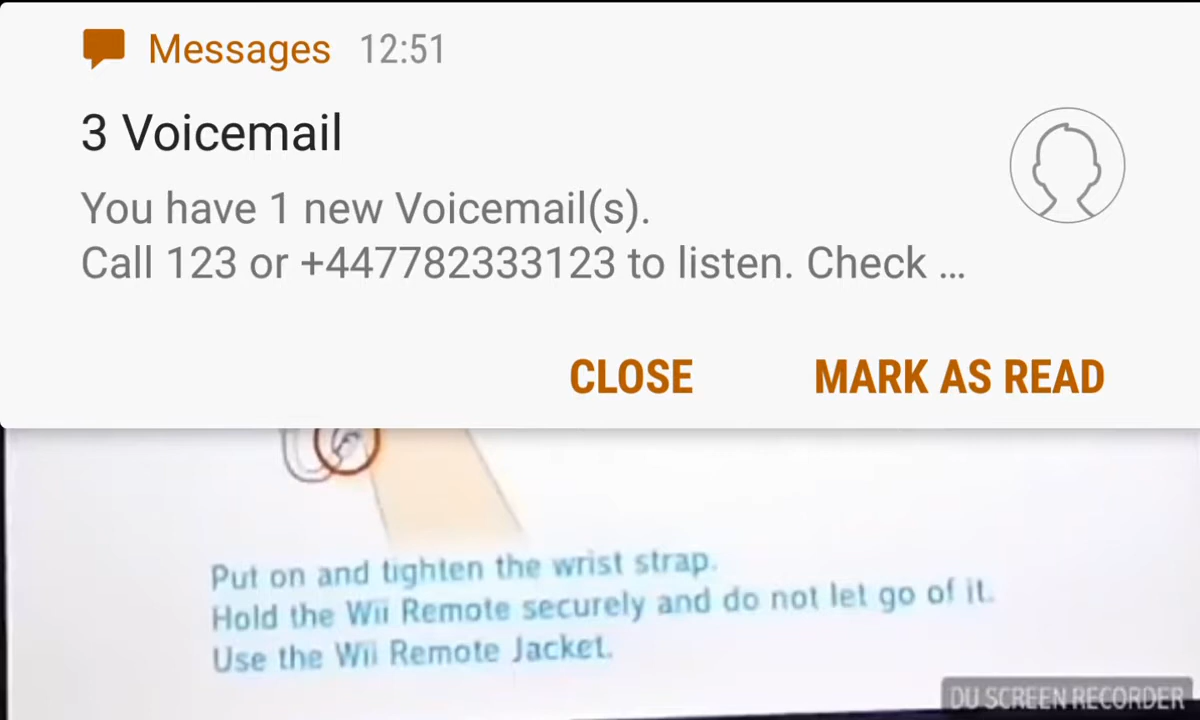 Messages 12:51
3 Voicemail
You have 1 new Voicemail(s).
Call 123 or +447782333123 to listen. Check ...
CLOSE MARK AS READ
Put on and tighten the wrist strap.
Hold the Wii Remote securely and do not let go of it.
Use the Wii Remote Jacket.
DU SCREEN RECORDER